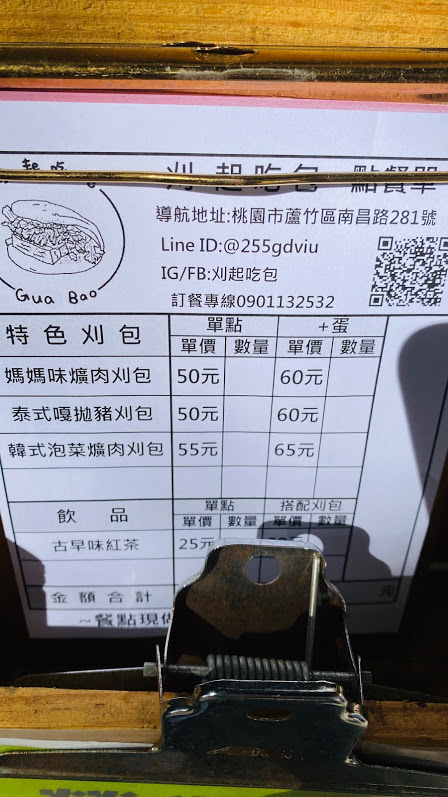 刈起吃包 點餐單
導航地址:桃園市蘆竹區南昌路281號
Line ID:@255gdviu
IG/FB:刈起吃包
訂餐專線0901132532
Gua Bao
特色刈包 單點 +蛋
單價 數量 單價 數量
媽媽味爌肉刈包 50元 60元
泰式嘎拋豬刈包 50元 60元
韓式泡菜爌肉刈包 55元 65元
飲品 單點 搭配刈包
單價 數量 單價 數量
古早味紅茶 25元
金額合計 元
~餐點現